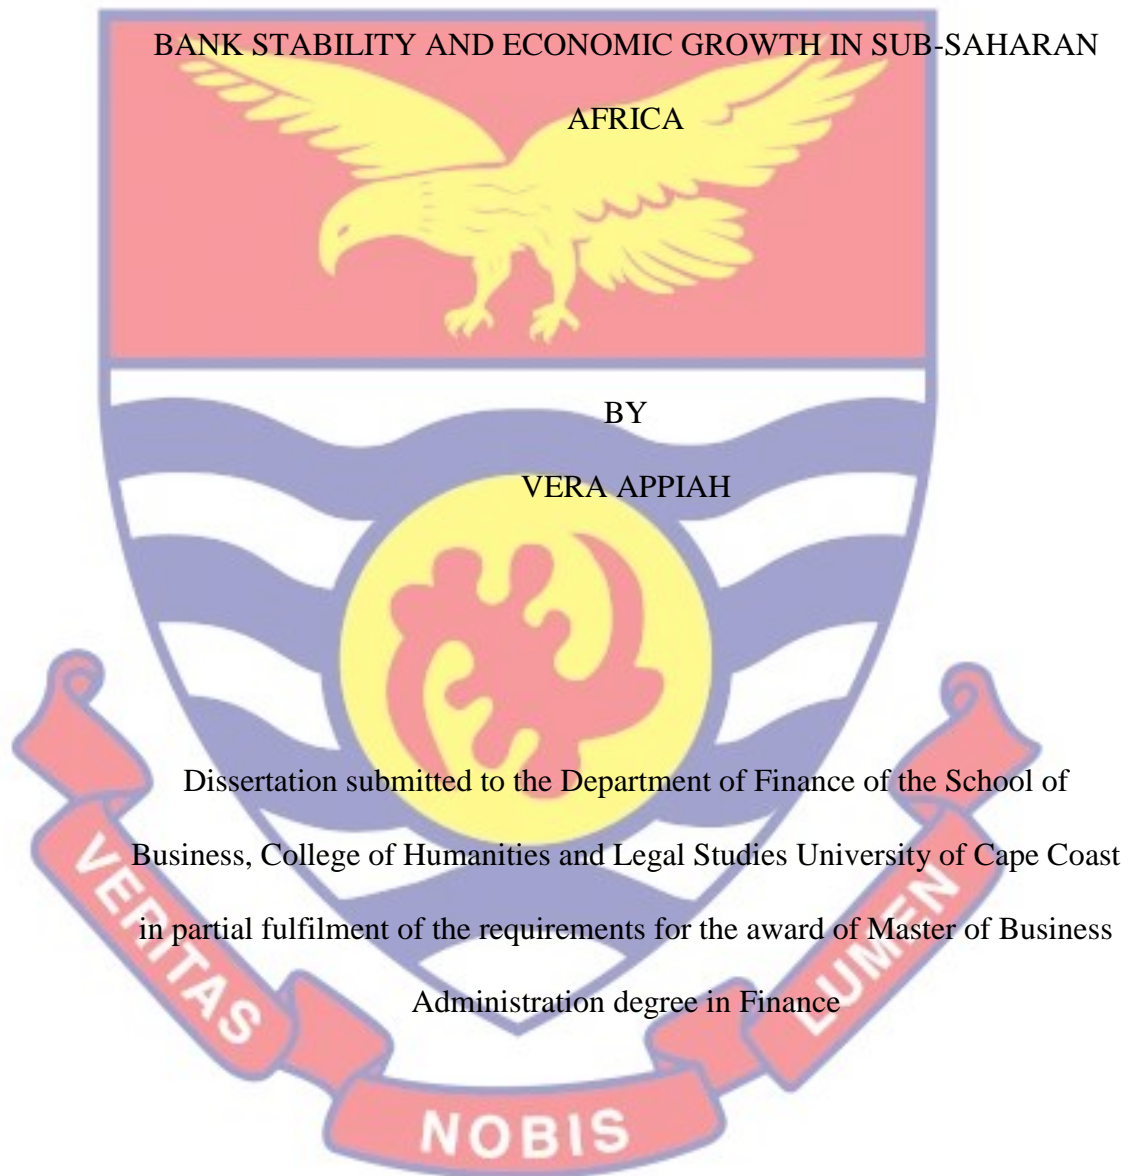 BANK STABILITY AND ECONOMIC GROWTH IN SUB-SAHARAN
AFRICA
BY
VERA APPIAH
Dissertation submitted to the Department of Finance of the School of
Business, College of Humanities and Legal Studies University of Cape Coast
in partial fulfilment of the requirements for the award of Master of Business
Administration degree in Finance
VERITAS
NOBIS
LUMEN